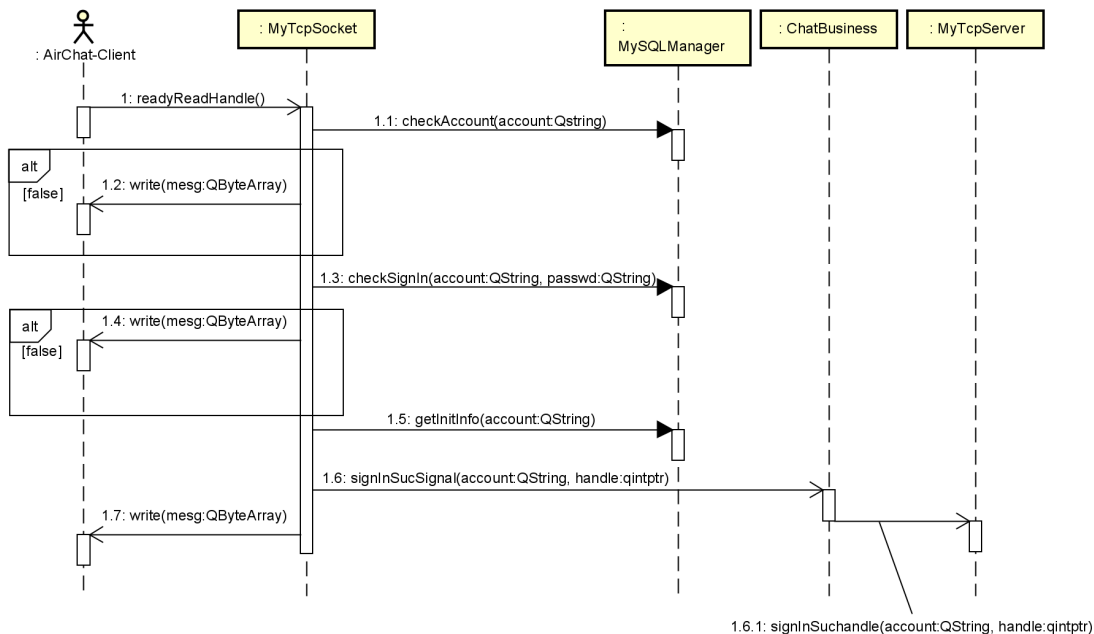 : AirChat-Client
: MyTcpSocket
:
MySQLManager
: ChatBusiness
: MyTcpServer
1: readyReadHandle()
1.1: checkAccount(account:Qstring)
alt
[false]
1.2: write(mesg:QByteArray)
1.3: checkSignIn(account:QString, passwd:QString)
alt
[false]
1.4: write(mesg:QByteArray)
1.5: getInitInfo(account:QString)
1.6: signInSucSignal(account:QString, handle:qintptr)
1.7: write(mesg:QByteArray)
1.6.1: signInSuchandle(account:QString, handle:qintptr)